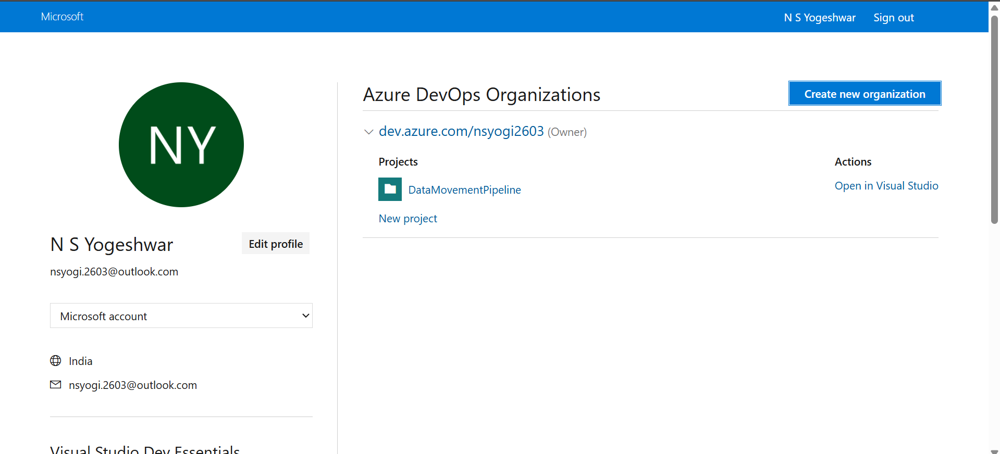 Microsoft
N S Yogeshwar
Sign out
NY
N S Yogeshwar
Edit profile
nsyogi.2603@outlook.com
Microsoft account
India
nsyogi.2603@outlook.com
Visual Studio Dev Essentials
Azure DevOps Organizations
Create new organization
dev.azure.com/nsyogi2603 (Owner)
Projects
Actions
DataMovementPipeline
Open in Visual Studio
New project